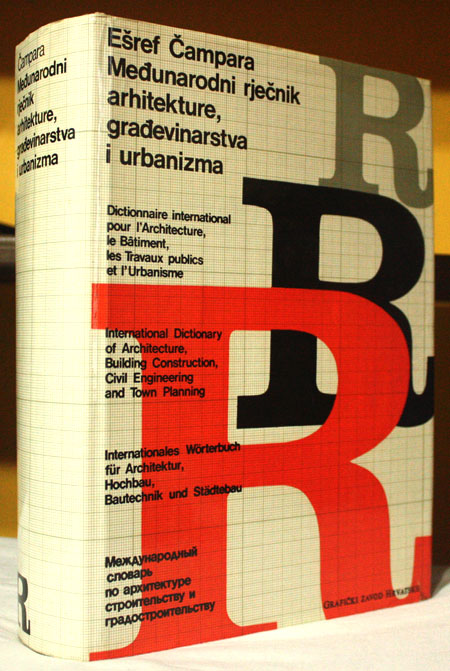 Čampara
Međunarodni
rječnik
arhitekture,
građevinarstva
i urbanizma
R
Ešref Čampara
Međunarodni rječnik
arhitekture,
građevinarstva
i urbanizma
R
Dictionnaire international
pour l'Architecture,
le Bâtiment,
les Travaux publics
et l'Urbanisme
R
International Dictionary
of Architecture,
Building Construction,
Civil Engineering
and Town Planning
R
Internationales Wörterbuch
für Architektur,
Hochbau,
Bautechnik und Städtebau
Международный
словарь
по архитектуре
строительству и
градостроительству
Grafički zavod Hrvatske